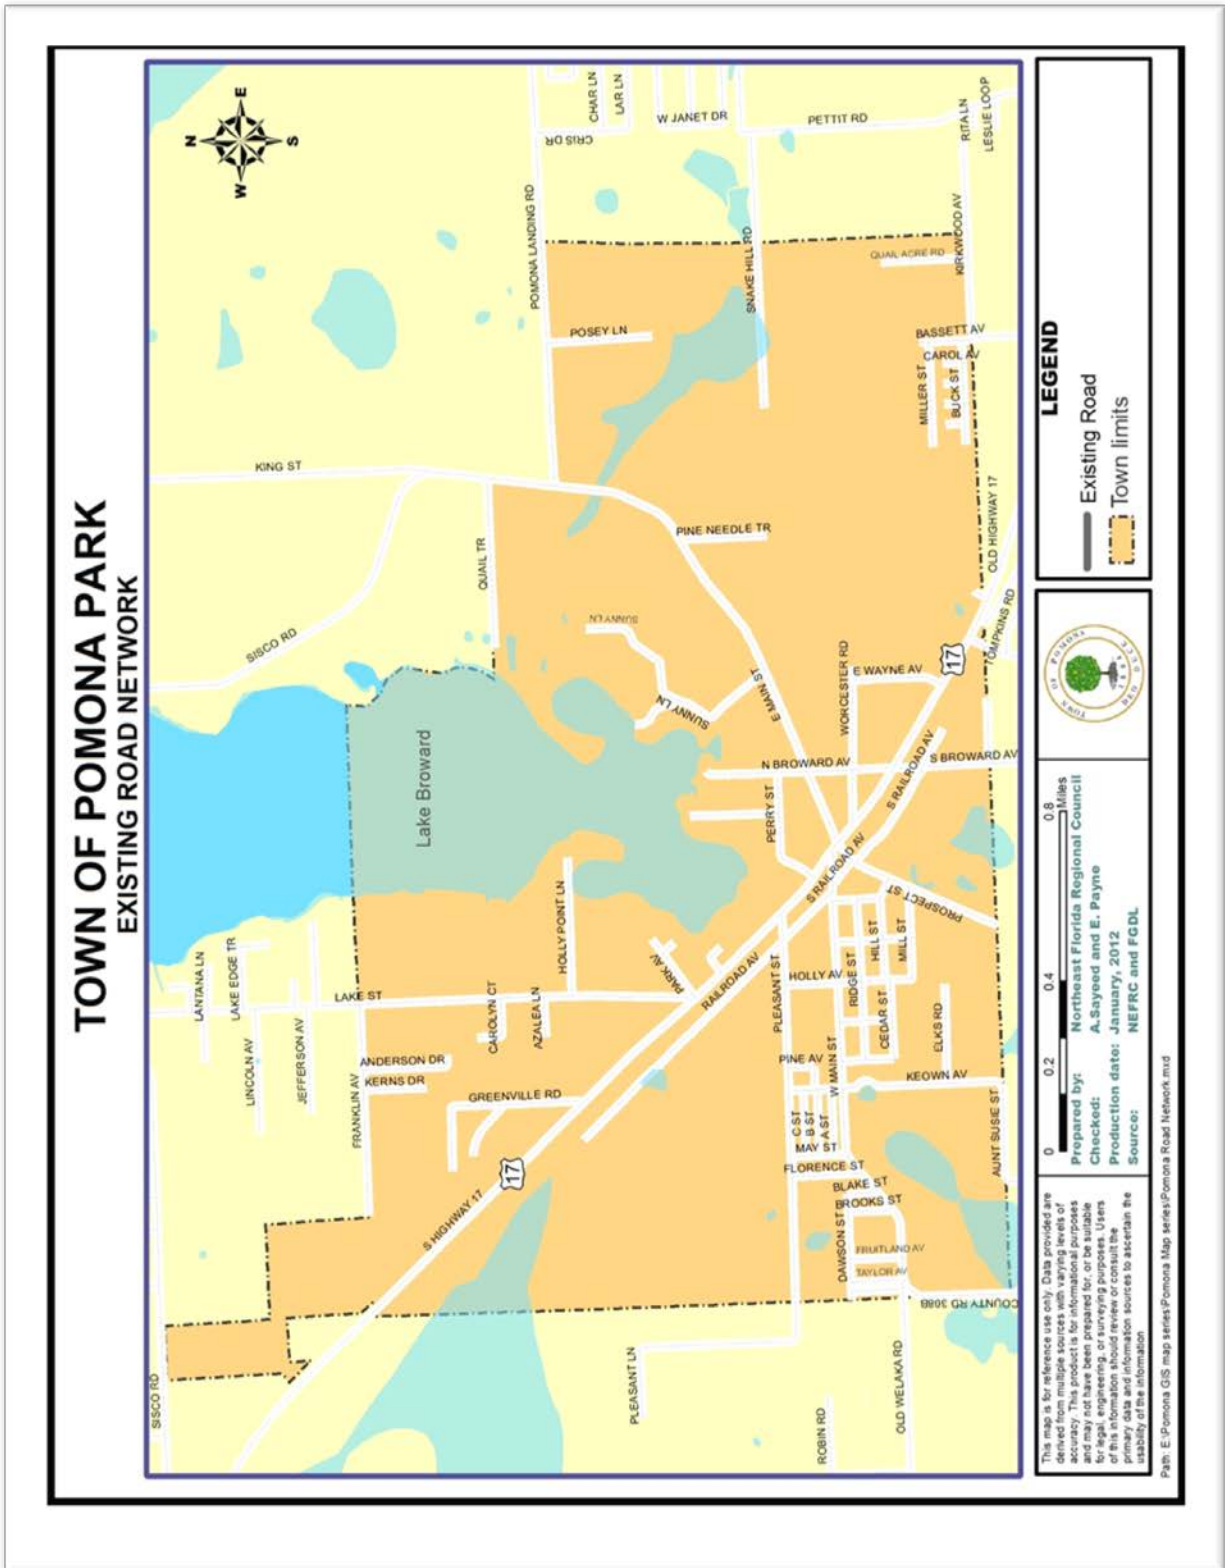 TOWN OF POMONA PARK
EXISTING ROAD NETWORK
N
E
S
W
SISCO RD
LANTANA LN
LAKE EDGE TR
LINCOLN AV
JEFFERSON AV
LAKE ST
FRANKLIN AV
ANDERSON DR
KERNS DR
CAROLYN CT
AZALEA LN
GREENVILLE RD
HOLLY POINT LN
S HIGHWAY 17
17
Lake Broward
SISCO RD
KING ST
QUAIL TR
POMONA LANDING RD
CRIS DR
CHAR LN
LAR LN
W JANET DR
PETTIT RD
RITA LN
LESLIE LOOP
POSEY LN
SNAKE HILL RD
QUAIL ACRE RD
KIRKWOOD AV
BASSETT AV
CAROL AV
MILLER ST
BUCK ST
PINE NEEDLE TR
SUNNY LN
SUNNY LN
E MAIN ST
WORCESTER RD
E WAYNE AV
17
OLD HIGHWAY 17
TOMPKINS RD
N BROWARD AV
S BROWARD AV
S RAILROAD AV
PERRY ST
S RAILROAD AV
PARK AV
RAILROAD AV
PROSPECT ST
PLEASANT ST
HOLLY AV
RIDGE ST
HILL ST
MILL ST
CEDAR ST
ELKS RD
PINE AV
W MAIN ST
KEOWN AV
AUNT SUSIE ST
C ST
B ST
A ST
MAY ST
FLORENCE ST
BLAKE ST
BROOKS ST
DAWSON ST
FRUITLAND AV
TAYLOR AV
COUNTY RD 308B
PLEASANT LN
ROBIN RD
OLD WELAKA RD
This map is for reference use only. Data provided are
derived from multiple sources with varying levels of
accuracy. This product is for informational purposes
and may not have been prepared for, or be suitable
for legal, engineering, or surveying purposes. Users
of this information should review or consult the
primary data and information sources to ascertain the
usability of the information
0 0.2 0.4 0.8
Miles
Prepared by: Northeast Florida Regional Council
Checked: A.Sayeed and E. Payne
Production date: January, 2012
Source: NEFRC and FGDL
LEGEND
Existing Road
Town limits
Path: E:\Pomona GIS map series\Pomona Map series\Pomona Road Network.mxd